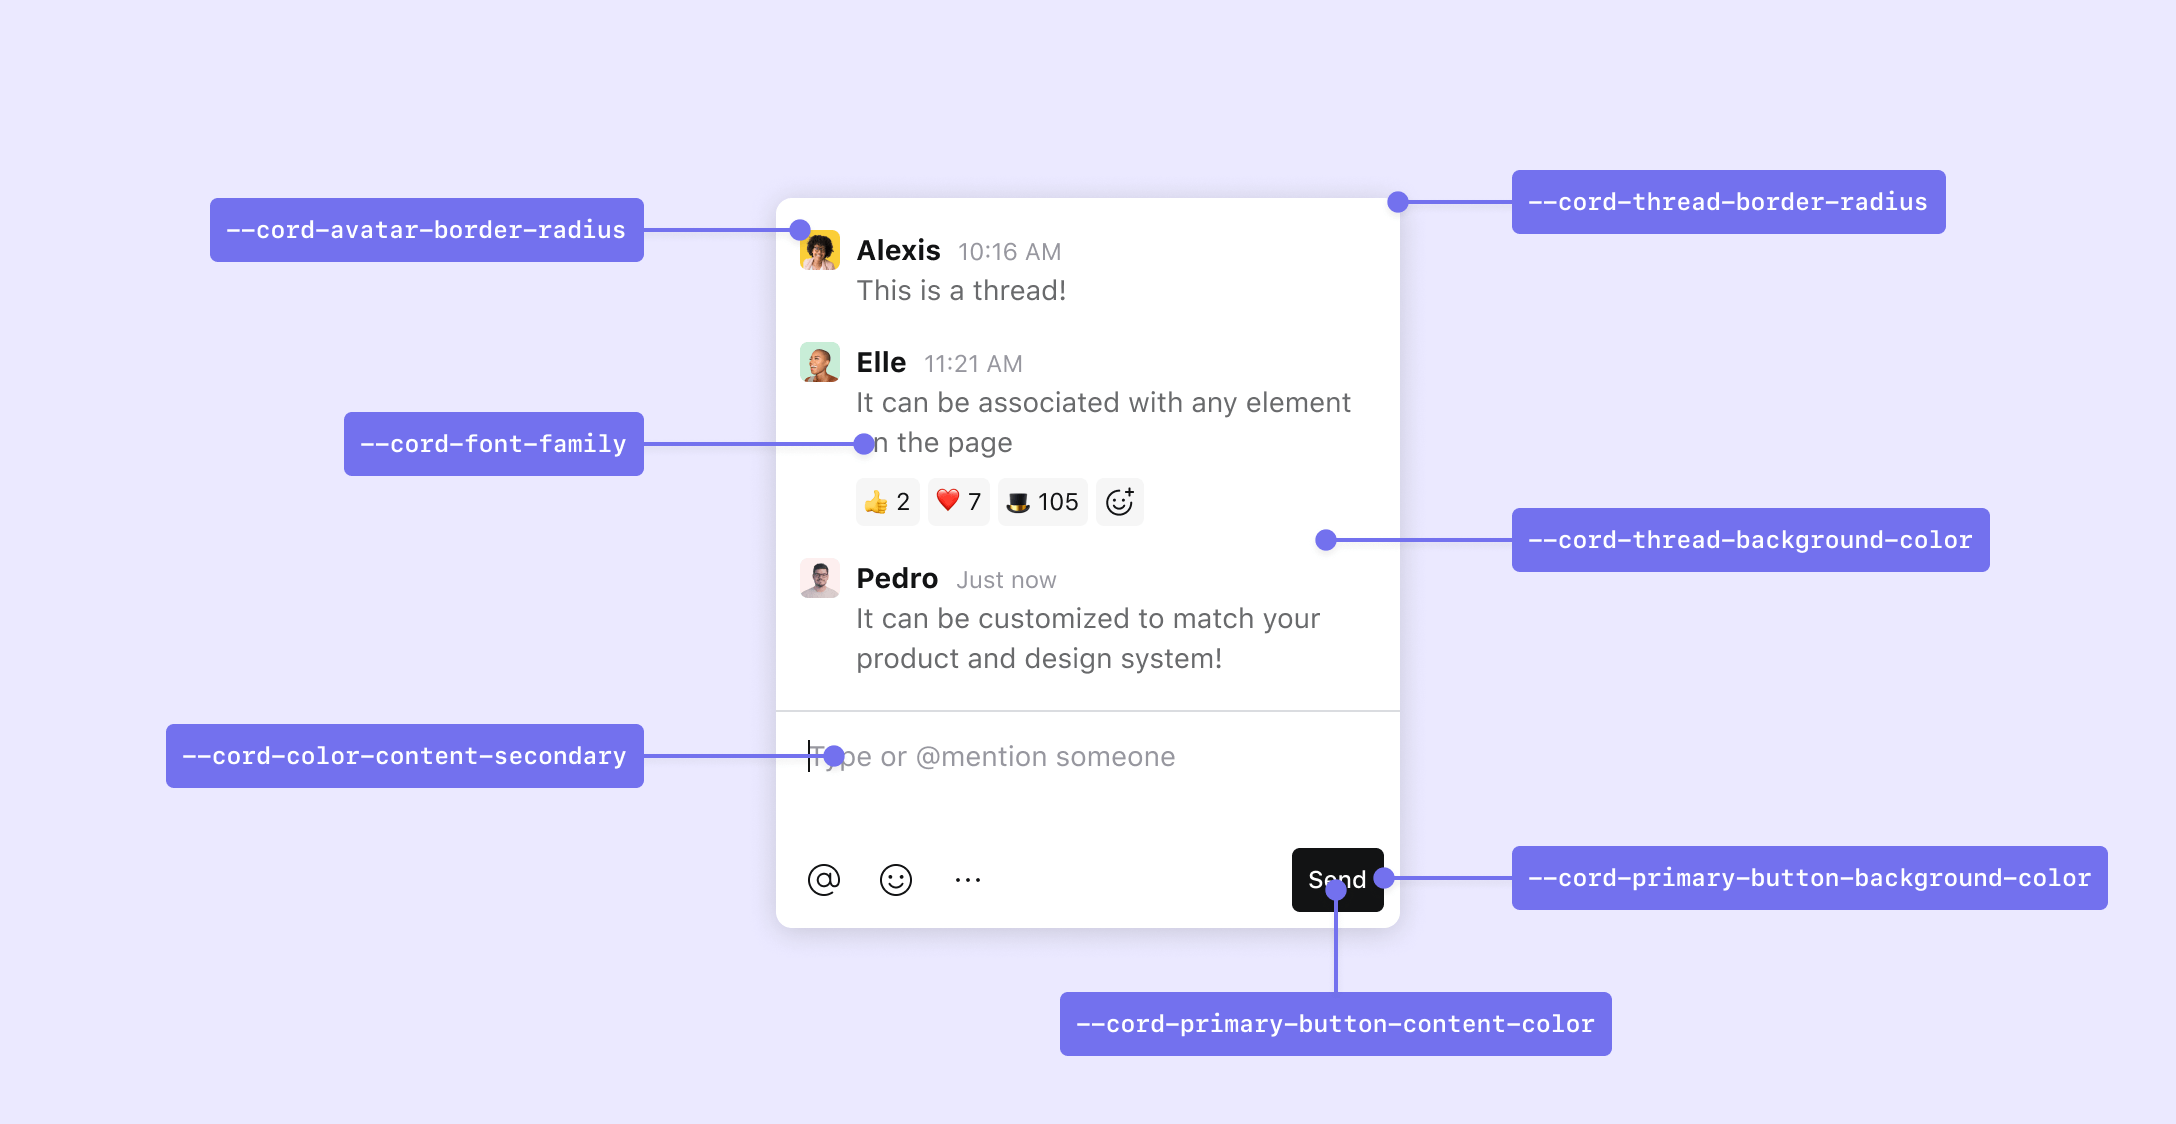 --cord-thread-border-radius
--cord-avatar-border-radius
Alexis 10:16 AM
This is a thread!
Elle 11:21 AM
It can be associated with any element
n the page
--cord-font-family
2 7 105
--cord-thread-background-color
Pedro Just now
It can be customized to match your
product and design system!
--cord-color-content-secondary
Type or @mention someone
@
Send
--cord-primary-button-background-color
--cord-primary-button-content-color